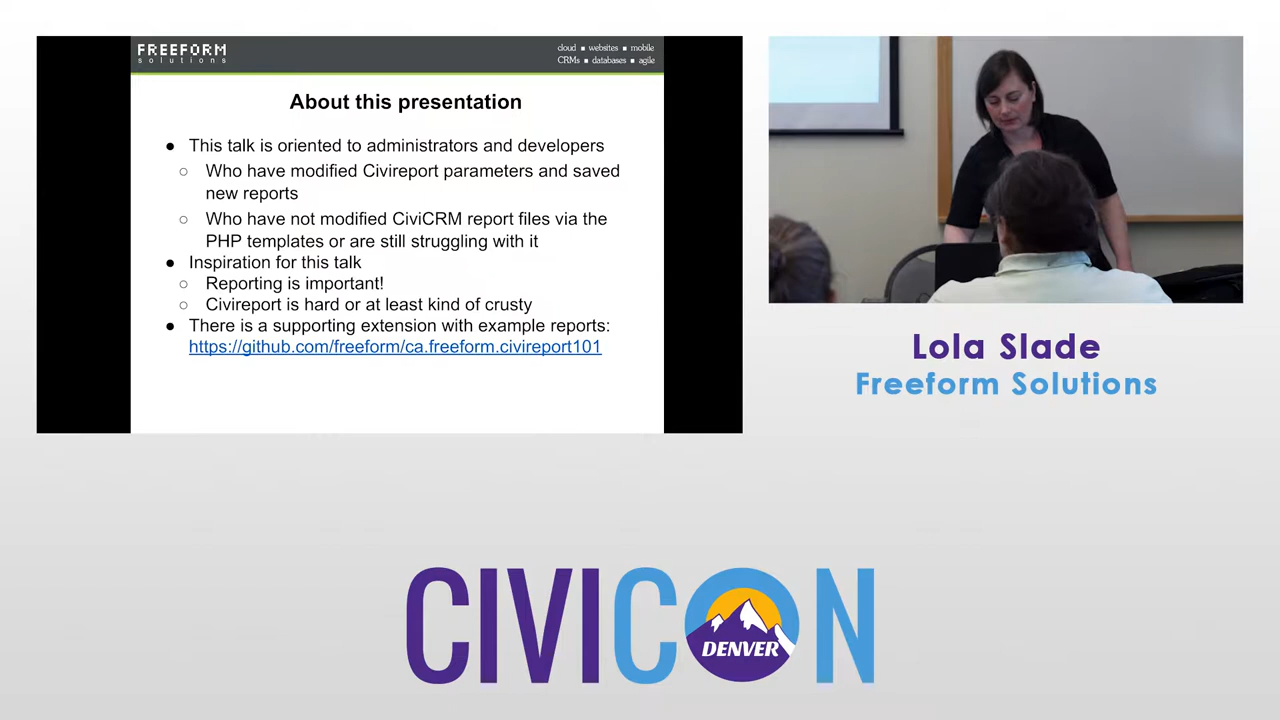 FREEFORM
solutions
cloud ■ websites ■ mobile
CRMs ■ databases ■ agile
About this presentation
● This talk is oriented to administrators and developers
○ Who have modified Civireport parameters and saved
new reports
○ Who have not modified CiviCRM report files via the
PHP templates or are still struggling with it
● Inspiration for this talk
○ Reporting is important!
○ Civireport is hard or at least kind of crusty
● There is a supporting extension with example reports:
https://github.com/freeform/ca.freeform.civireport101
Lola Slade
Freeform Solutions
CIVICON
DENVER